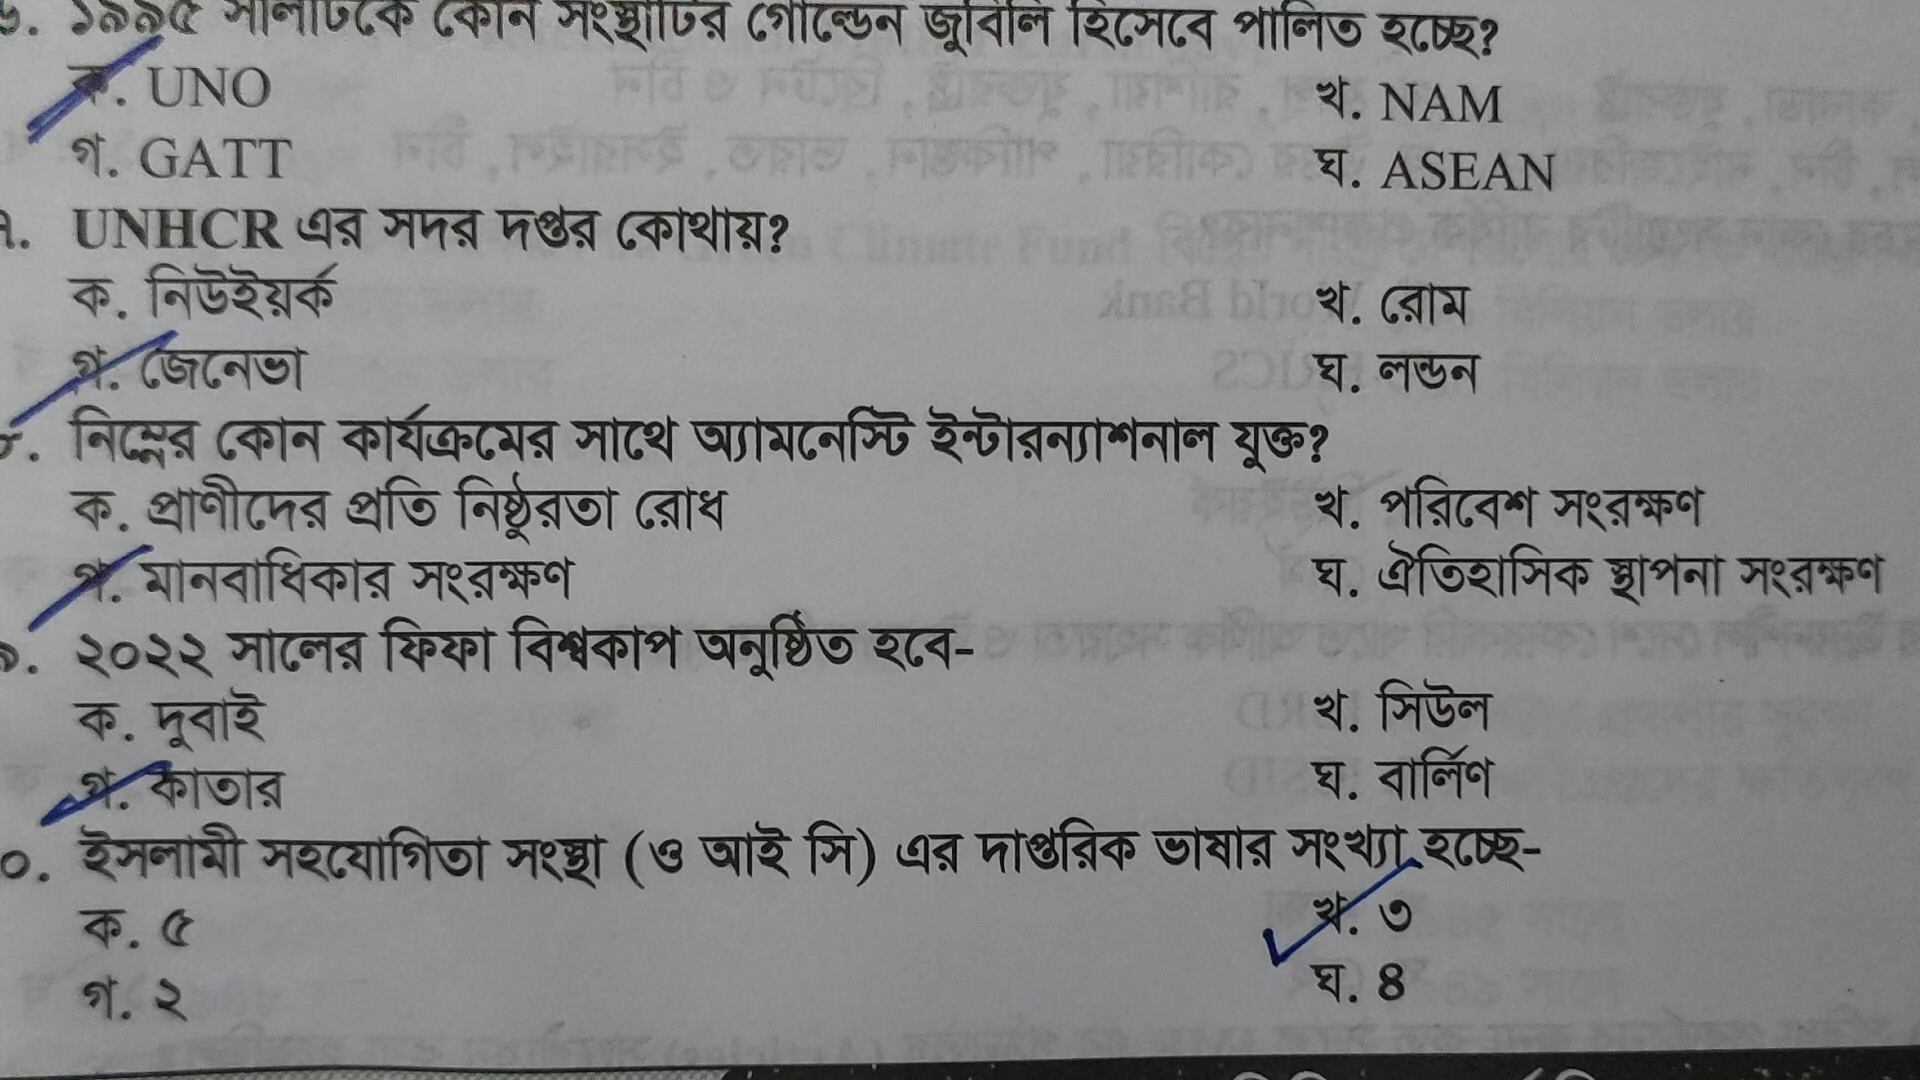 ৬. ১৯৯৫ সালটিকে কোন সংস্থাটির গোল্ডেন জুবিলি হিসেবে পালিত হচ্ছে?
ক. UNO খ. NAM
গ. GATT ঘ. ASEAN
৭. UNHCR এর সদর দপ্তর কোথায়?
ক. নিউইয়র্ক খ. রোম
গ. জেনেভা ঘ. লন্ডন
৮. নিম্নের কোন কার্যক্রমের সাথে অ্যামনেস্টি ইন্টারন্যাশনাল যুক্ত?
ক. প্রাণীদের প্রতি নিষ্ঠুরতা রোধ খ. পরিবেশ সংরক্ষণ
গ. মানবাধিকার সংরক্ষণ ঘ. ঐতিহাসিক স্থাপনা সংরক্ষণ
৯. ২০২২ সালের ফিফা বিশ্বকাপ অনুষ্ঠিত হবে-
ক. দুবাই খ. সিউল
গ. কাতার ঘ. বার্লিণ
০. ইসলামী সহযোগিতা সংস্থা (ও আই সি) এর দাপ্তরিক ভাষার সংখ্যা হচ্ছে-
ক. ৫ খ. ৩
গ. ২ ঘ. 8